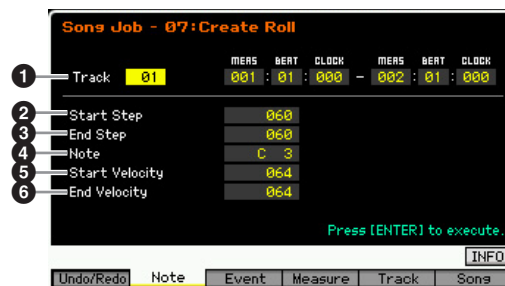 Song Job - 07:Create Roll
MEAS BEAT CLOCK MEAS BEAT CLOCK
1 Track 01 001 : 01 : 000 - 002 : 01 : 000
2 Start Step 060
3 End Step 060
4 Note C 3
5 Start Velocity 064
6 End Velocity 064
Press [ENTER] to execute.
INFO
Undo/Redo Note Event Measure Track Song